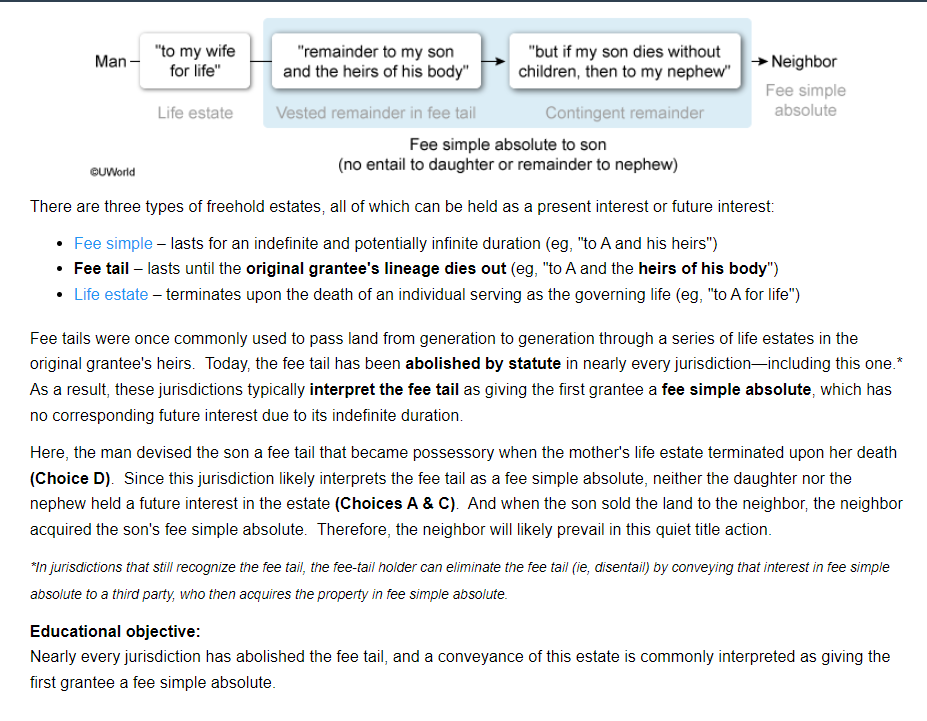 Man
"to my wife
for life"
"remainder to my son
and the heirs of his body"
"but if my son dies without
children, then to my nephew"
Neighbor
Life estate
Vested remainder in fee tail
Contingent remainder
Fee simple
absolute
Fee simple absolute to son
(no entail to daughter or remainder to nephew)
©UWorld
There are three types of freehold estates, all of which can be held as a present interest or future interest:
• Fee simple – lasts for an indefinite and potentially infinite duration (eg, "to A and his heirs")
• Fee tail – lasts until the original grantee's lineage dies out (eg, "to A and the heirs of his body")
• Life estate – terminates upon the death of an individual serving as the governing life (eg, "to A for life")
Fee tails were once commonly used to pass land from generation to generation through a series of life estates in the
original grantee's heirs.  Today, the fee tail has been abolished by statute in nearly every jurisdiction—including this one.*
As a result, these jurisdictions typically interpret the fee tail as giving the first grantee a fee simple absolute, which has
no corresponding future interest due to its indefinite duration.
Here, the man devised the son a fee tail that became possessory when the mother's life estate terminated upon her death
(Choice D).  Since this jurisdiction likely interprets the fee tail as a fee simple absolute, neither the daughter nor the
nephew held a future interest in the estate (Choices A & C).  And when the son sold the land to the neighbor, the neighbor
acquired the son's fee simple absolute.  Therefore, the neighbor will likely prevail in this quiet title action.
*In jurisdictions that still recognize the fee tail, the fee-tail holder can eliminate the fee tail (ie, disentail) by conveying that interest in fee simple
absolute to a third party, who then acquires the property in fee simple absolute.
Educational objective:
Nearly every jurisdiction has abolished the fee tail, and a conveyance of this estate is commonly interpreted as giving the
first grantee a fee simple absolute.